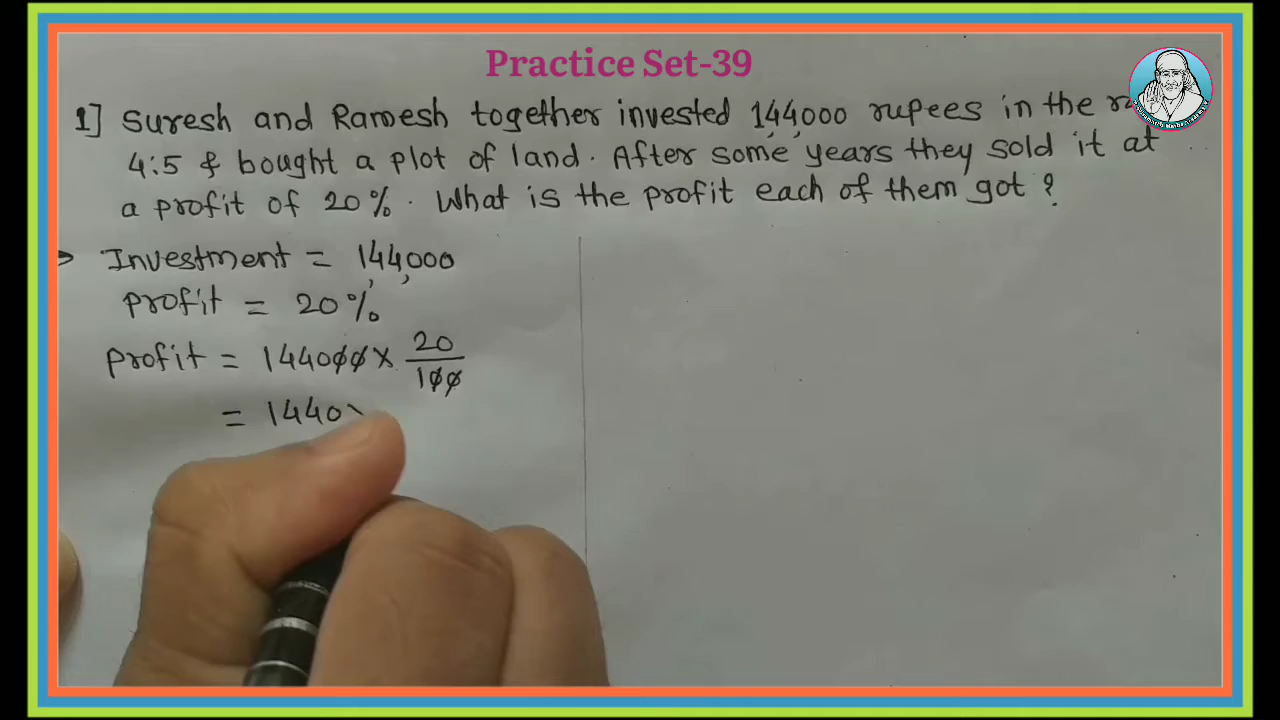 Practice Set-39
1] Suresh and Ramesh together invested 144000 rupees in the
4:5 & bought a plot of land. After some years they sold it at
a profit of 20%. What is the profit each of them got ?
Investment = 144,000
profit = 20%
profit = 144000 × 20/100
= 1440×